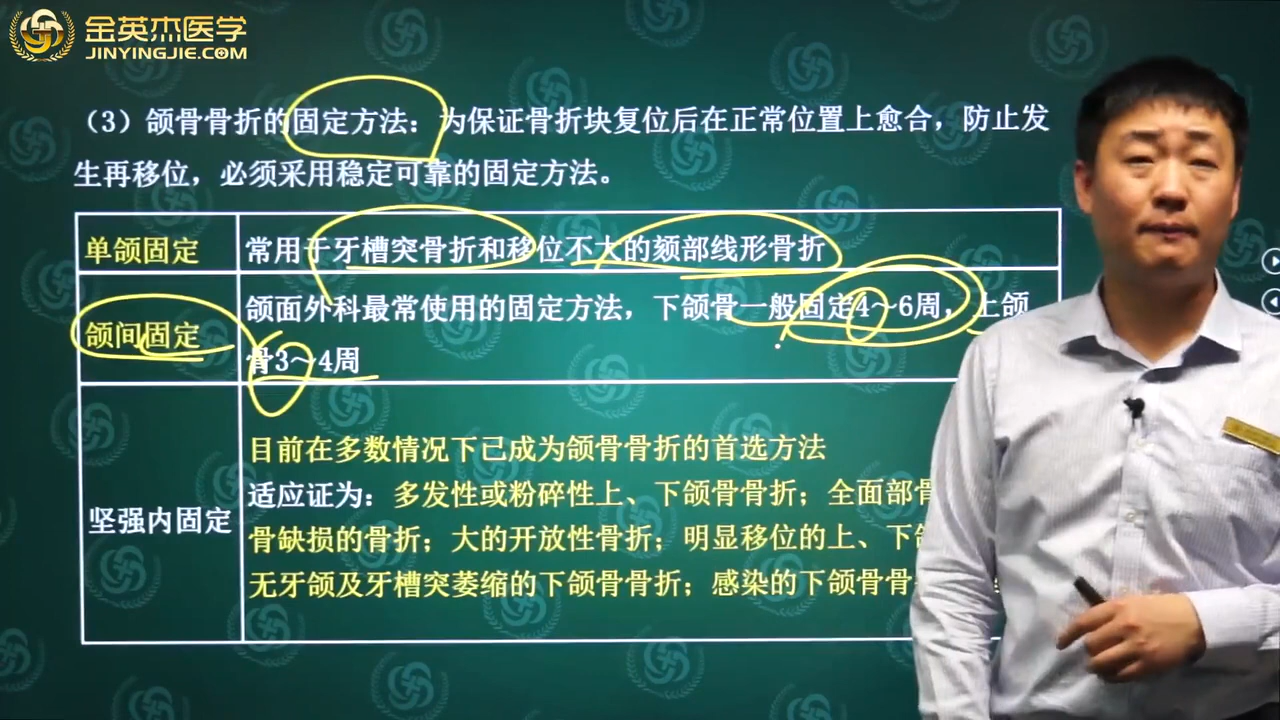 金英杰医学
JINYINGJIE.COM
（3）颌骨骨折的固定方法：为保证骨折块复位后在正常位置上愈合，防止发
生再移位，必须采用稳定可靠的固定方法。
单颌固定
常用于牙槽突骨折和移位不大的颏部线形骨折
颌间固定
颌面外科最常使用的固定方法，下颌骨一般固定4～6周，上颌
骨3～4周
坚强内固定
目前在多数情况下已成为颌骨骨折的首选方法
适应证为：多发性或粉碎性上、下颌骨骨折；全面部
骨缺损的骨折；大的开放性骨折；明显移位的上、下
无牙颌及牙槽突萎缩的下颌骨骨折；感染的下颌骨骨